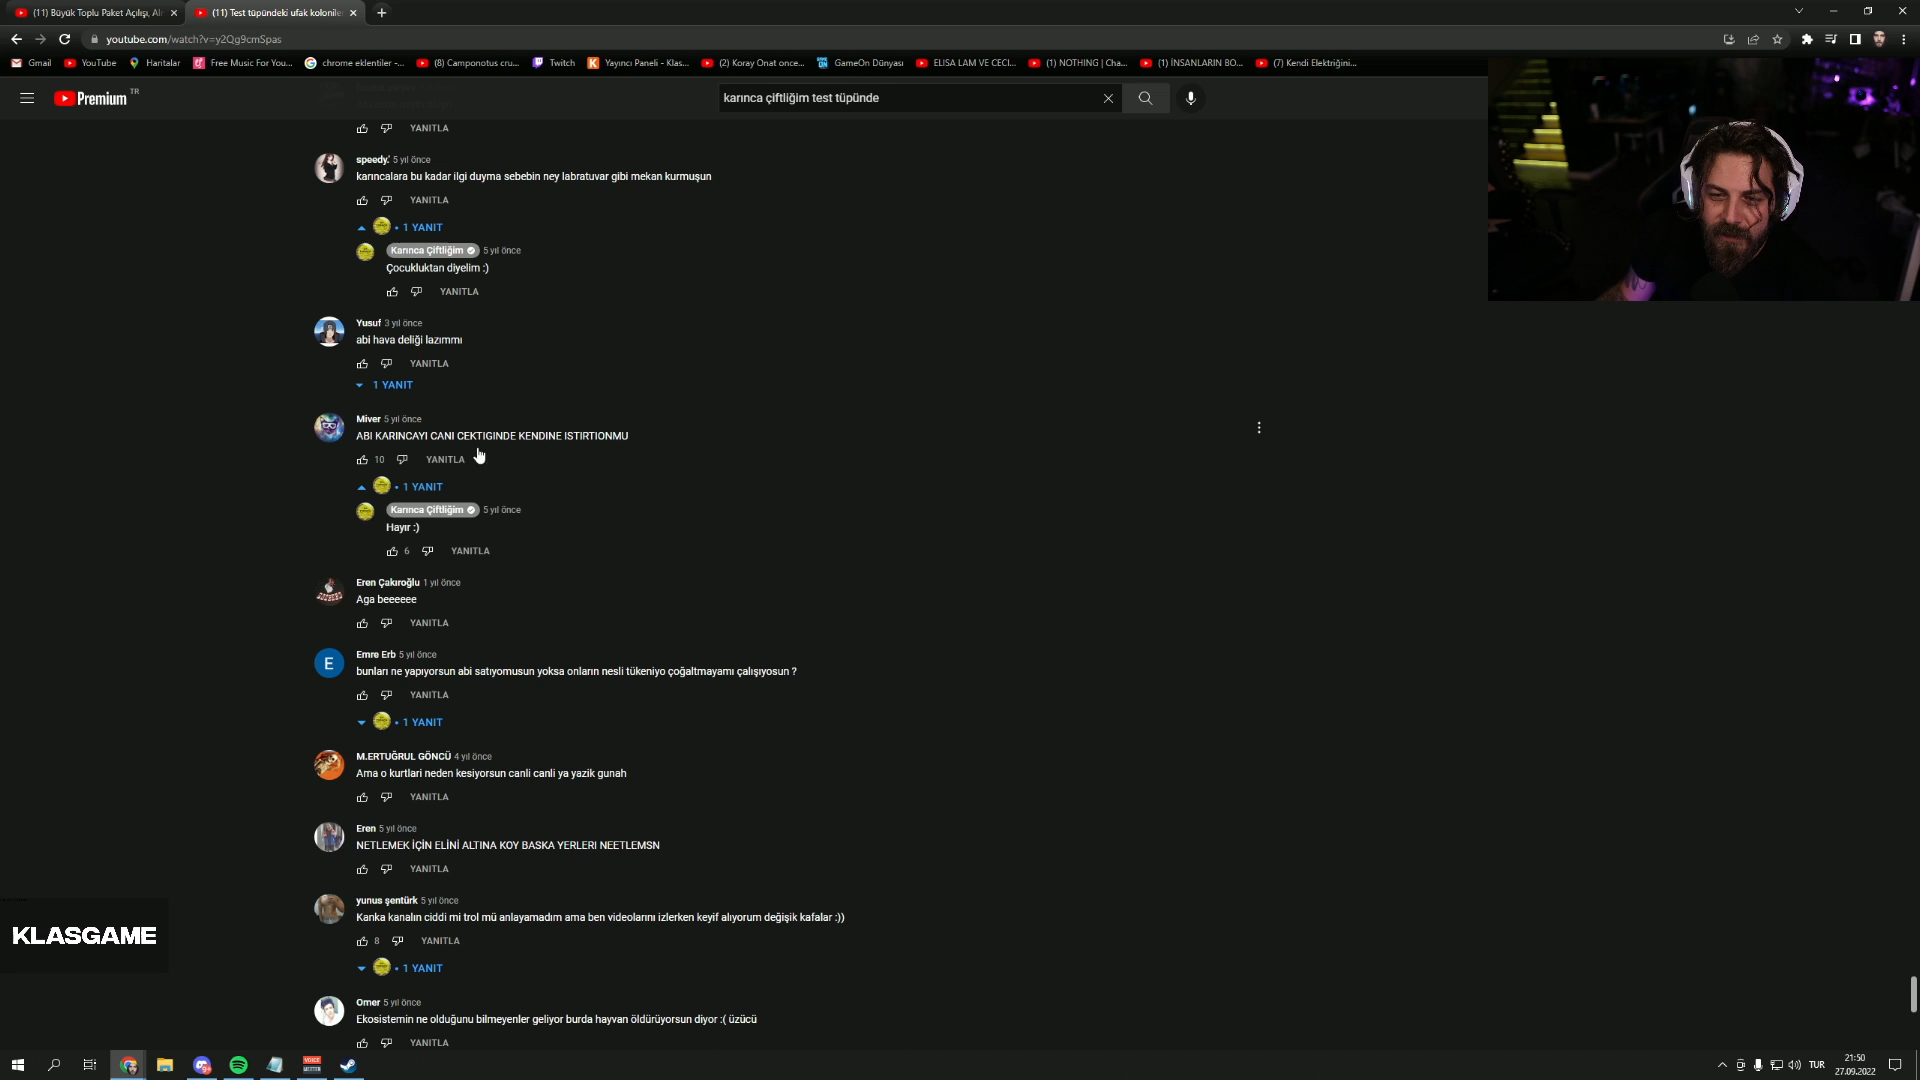 (11) Büyük Toplu Paket Açılışı, Al
(11) Test tüpündeki ufak kolonile
youtube.com/watch?v=y2Qg9cmSpas
Gmail
YouTube
Haritalar
Free Music For You...
chrome eklentiler -...
(8) Camponotus cru...
Twitch
Yayıncı Paneli - Klas...
(2) Koray Onat once...
GameOn Dünyası
ELISA LAM VE CECI...
(1) NOTHING | Cha...
(1) İNSANLARIN BO...
(7) Kendi Elektriğini...
Premium TR
karınca çiftliğim test tüpünde
YANITLA
speedy.' 5 yıl önce
karıncalara bu kadar ilgi duyma sebebin ney labratuvar gibi mekan kurmuşun
YANITLA
• 1 YANIT
Karınca Çiftliğim 5 yıl önce
Çocukluktan diyelim :)
YANITLA
Yusuf 3 yıl önce
abi hava deliği lazımmı
YANITLA
1 YANIT
Miver 5 yıl önce
ABI KARINCAYI CANI CEKTIGINDE KENDINE ISTIRTIONMU
10 YANITLA
• 1 YANIT
Karınca Çiftliğim 5 yıl önce
Hayır :)
6 YANITLA
Eren Çakıroğlu 1 yıl önce
Aga beeeeee
YANITLA
E
Emre Erb 5 yıl önce
bunları ne yapıyorsun abi satıyomusun yoksa onların nesli tükeniyo çoğaltmayamı çalışıyosun ?
YANITLA
• 1 YANIT
M.ERTUĞRUL GÖNCÜ 4 yıl önce
Ama o kurtlari neden kesiyorsun canli canli ya yazik gunah
YANITLA
Eren 5 yıl önce
NETLEMEK İÇİN ELİNİ ALTINA KOY BASKA YERLERI NEETLEMSN
YANITLA
yunus şentürk 5 yıl önce
Kanka kanalın ciddi mi trol mü anlayamadım ama ben videolarını izlerken keyif alıyorum değişik kafalar :))
8 YANITLA
• 1 YANIT
Omer 5 yıl önce
Ekosistemin ne olduğunu bilmeyenler geliyor burda hayvan öldürüyorsun diyor :( üzücü
YANITLA
KLASGAME
TUR
21:50
27.09.2022